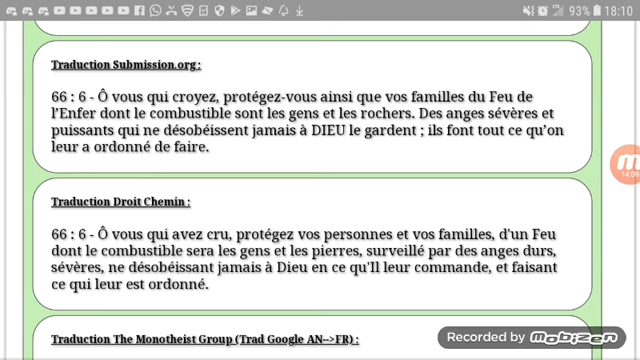 93% 18:10
Traduction Submission.org :
66 : 6 - Ô vous qui croyez, protégez-vous ainsi que vos familles du Feu de
l'Enfer dont le combustible sont les gens et les rochers. Des anges sévères et
puissants qui ne désobéissent jamais à DIEU le gardent ; ils font tout ce qu'on
leur a ordonné de faire.
14:09
Traduction Droit Chemin :
66 : 6 - Ô vous qui avez cru, protégez vos personnes et vos familles, d'un Feu
dont le combustible sera les gens et les pierres, surveillé par des anges durs,
sévères, ne désobéissant jamais à Dieu en ce qu'Il leur commande, et faisant
ce qui leur est ordonné.
Traduction The Monotheist Group (Trad Google AN-->FR) :
Recorded by Mobizen